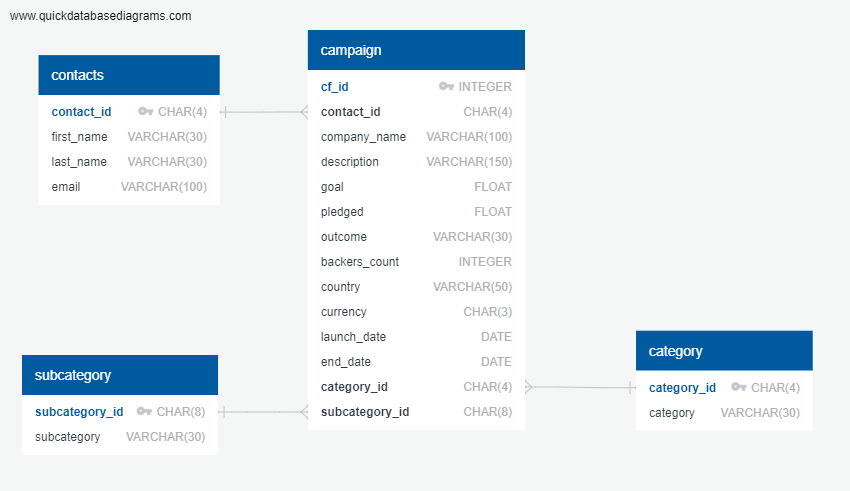 www.quickdatabasediagrams.com
contacts
contact_id CHAR(4)
first_name VARCHAR(30)
last_name VARCHAR(30)
email VARCHAR(100)
campaign
cf_id INTEGER
contact_id CHAR(4)
company_name VARCHAR(100)
description VARCHAR(150)
goal FLOAT
pledged FLOAT
outcome VARCHAR(30)
backers_count INTEGER
country VARCHAR(50)
currency CHAR(3)
launch_date DATE
end_date DATE
category_id CHAR(4)
subcategory_id CHAR(8)
subcategory
subcategory_id CHAR(8)
subcategory VARCHAR(30)
category
category_id CHAR(4)
category VARCHAR(30)